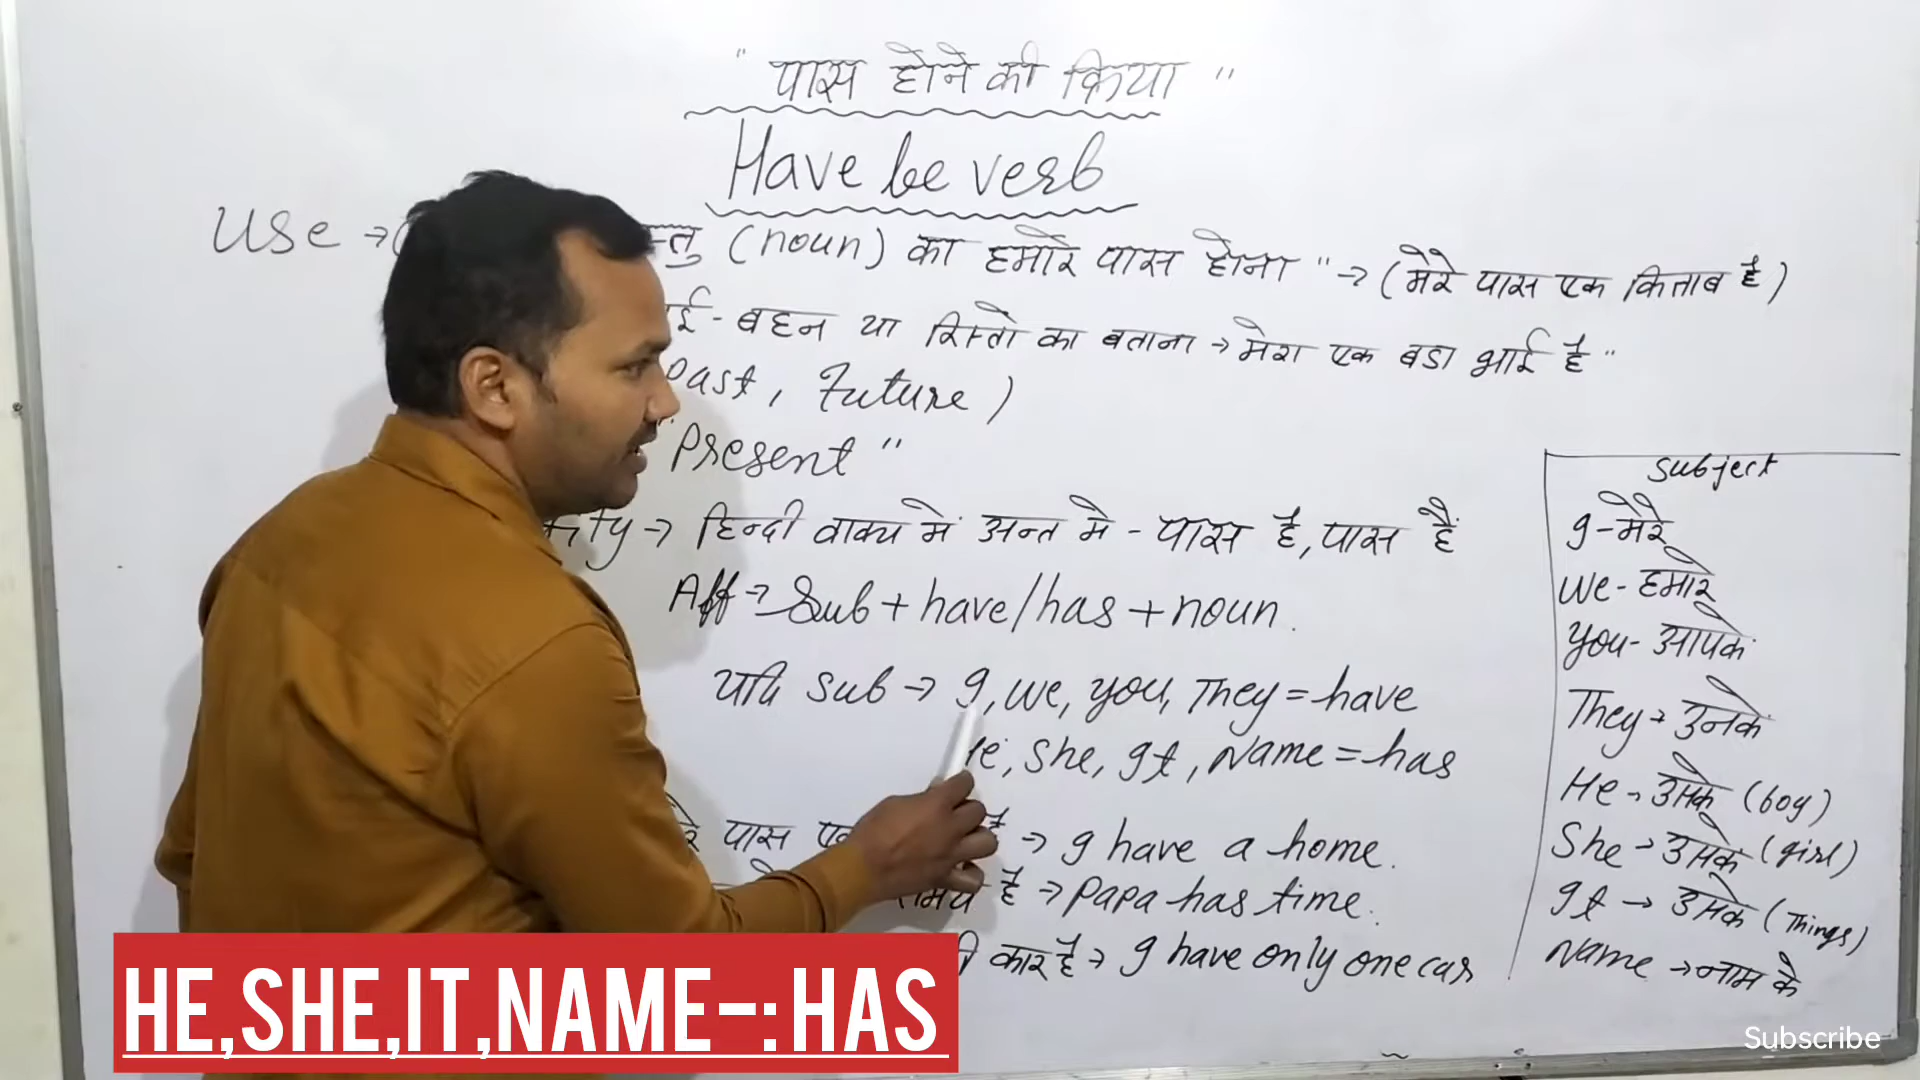 " पास होने की क्रिया "
Have be verb
Use → (
स्तु (noun) का हमारे पास होना " → (मेरे पास एक किताब है)
ई - बहन या रिश्तो का बताना → मेरा एक बडा भाई है "
Past, Future)
"Present"
tity → हिन्दी वाक्य में अन्त मे - पास है, पास हैं
Aff → Sub + have/has + noun.
यदि sub → I, we, you, They = have
He, She, It, Name = has
रे पास ए है → I have a home.
समय है → papa has time.
ी कार है → I have only one car
subject
I - मेरे
we - हमारे
you - आपके
They → उनके
He → उसके (boy)
She → उसके (girl)
It → उसके (Things)
Name → नाम के
HE,SHE,IT,NAME-:HAS
Subscribe